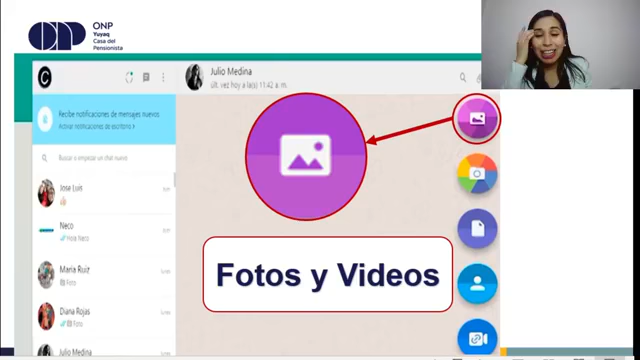 ONP
Yuyaq
Casa del
Pensionista
Julio Medina
últ. vez hoy a la(s) 11:42 a. m.
Recibe notificaciones de mensajes nuevos
Activar notificaciones de escritorio
Buscar o empezar un chat nuevo
Jose Luis
Neco
Hola Neco
Maria Ruiz
Foto
Diana Rojas
Foto
Julio Medina
Fotos y Videos